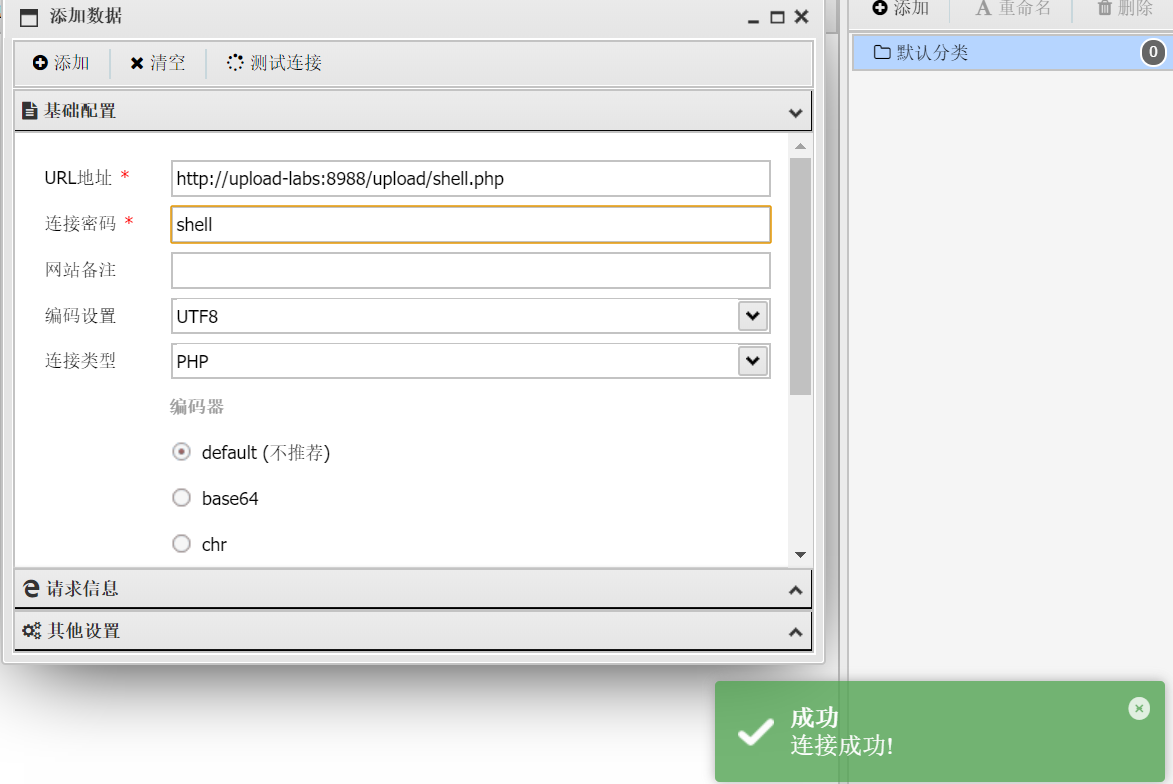 添加数据
添加 清空 测试连接
基础配置
URL地址 * http://upload-labs:8988/upload/shell.php
连接密码 * shell
网站备注
编码设置 UTF8
连接类型 PHP
编码器
default (不推荐)
base64
chr
请求信息
其他设置
添加 重命名 删除
默认分类 0
成功
连接成功!